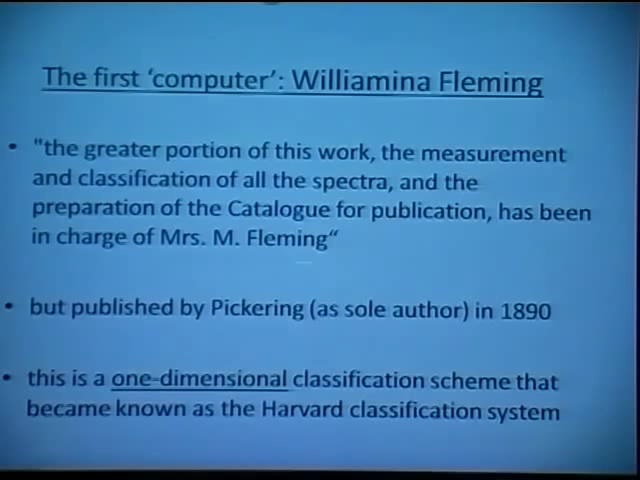 The first ‘computer’: Williamina Fleming
• "the greater portion of this work, the measurement
and classification of all the spectra, and the
preparation of the Catalogue for publication, has been
in charge of Mrs. M. Fleming“
• but published by Pickering (as sole author) in 1890
• this is a one-dimensional classification scheme that
became known as the Harvard classification system